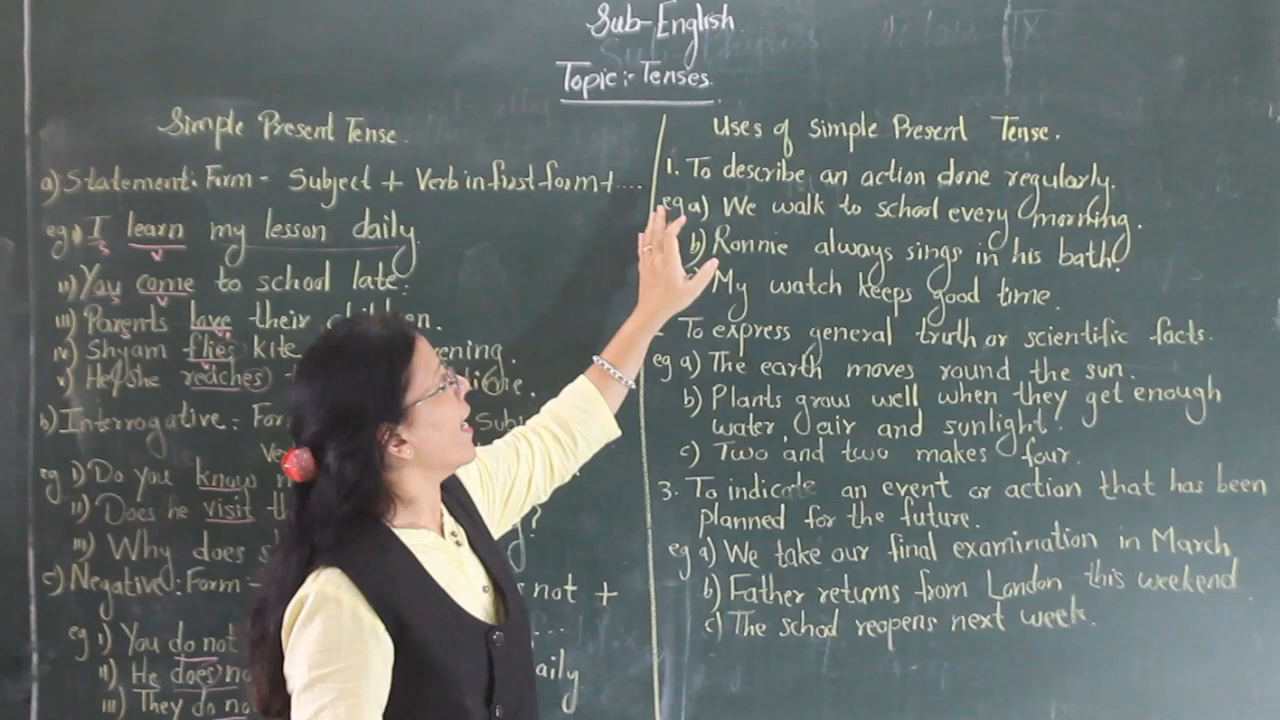 Sub-English.
Topic:- Tenses.
Simple Present Tense.
a) Statement: Form - Subject + Verb in first form + ....
eg i) I learn my lesson daily.
ii) You come to school late.
iii) Parents love their children.
iv) Shyam flies kite
v) He/she reaches
b) Interrogative: For
Ver
eg i) Do you know
ii) Does he visit
iii) Why does
c) Negative: Form:- not +
eg i) You do not
ii) He does no aily
iii) They do no
Uses of Simple Present Tense.
1. To describe an action done regularly.
eg a) We walk to school every morning.
b) Ronnie always sings in his bath.
My watch keeps good time.
To express general truth or scientific facts.
eg a) The earth moves round the sun.
b) Plants grow well when they get enough
water, air and sunlight.
c) Two and two makes four.
3. To indicate an event or action that has been
planned for the future.
eg a) We take our final examination in March.
b) Father returns from London this weekend
c) The school reopens next week.